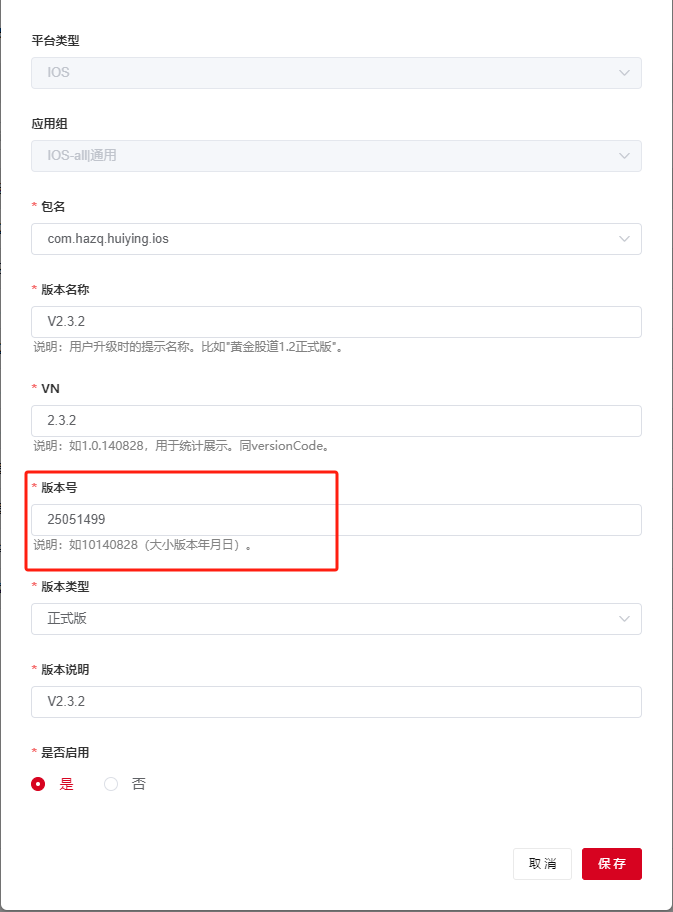 平台类型
IOS
应用组
IOS-all|通用
* 包名
com.hazq.huiying.ios
* 版本名称
V2.3.2
说明：用户升级时的提示名称。比如"黄金股道1.2正式版"。
* VN
2.3.2
说明：如1.0.140828，用于统计展示。同versionCode。
* 版本号
25051499
说明：如10140828（大小版本年月日）。
* 版本类型
正式版
* 版本说明
V2.3.2
* 是否启用
是 否
取消 保存